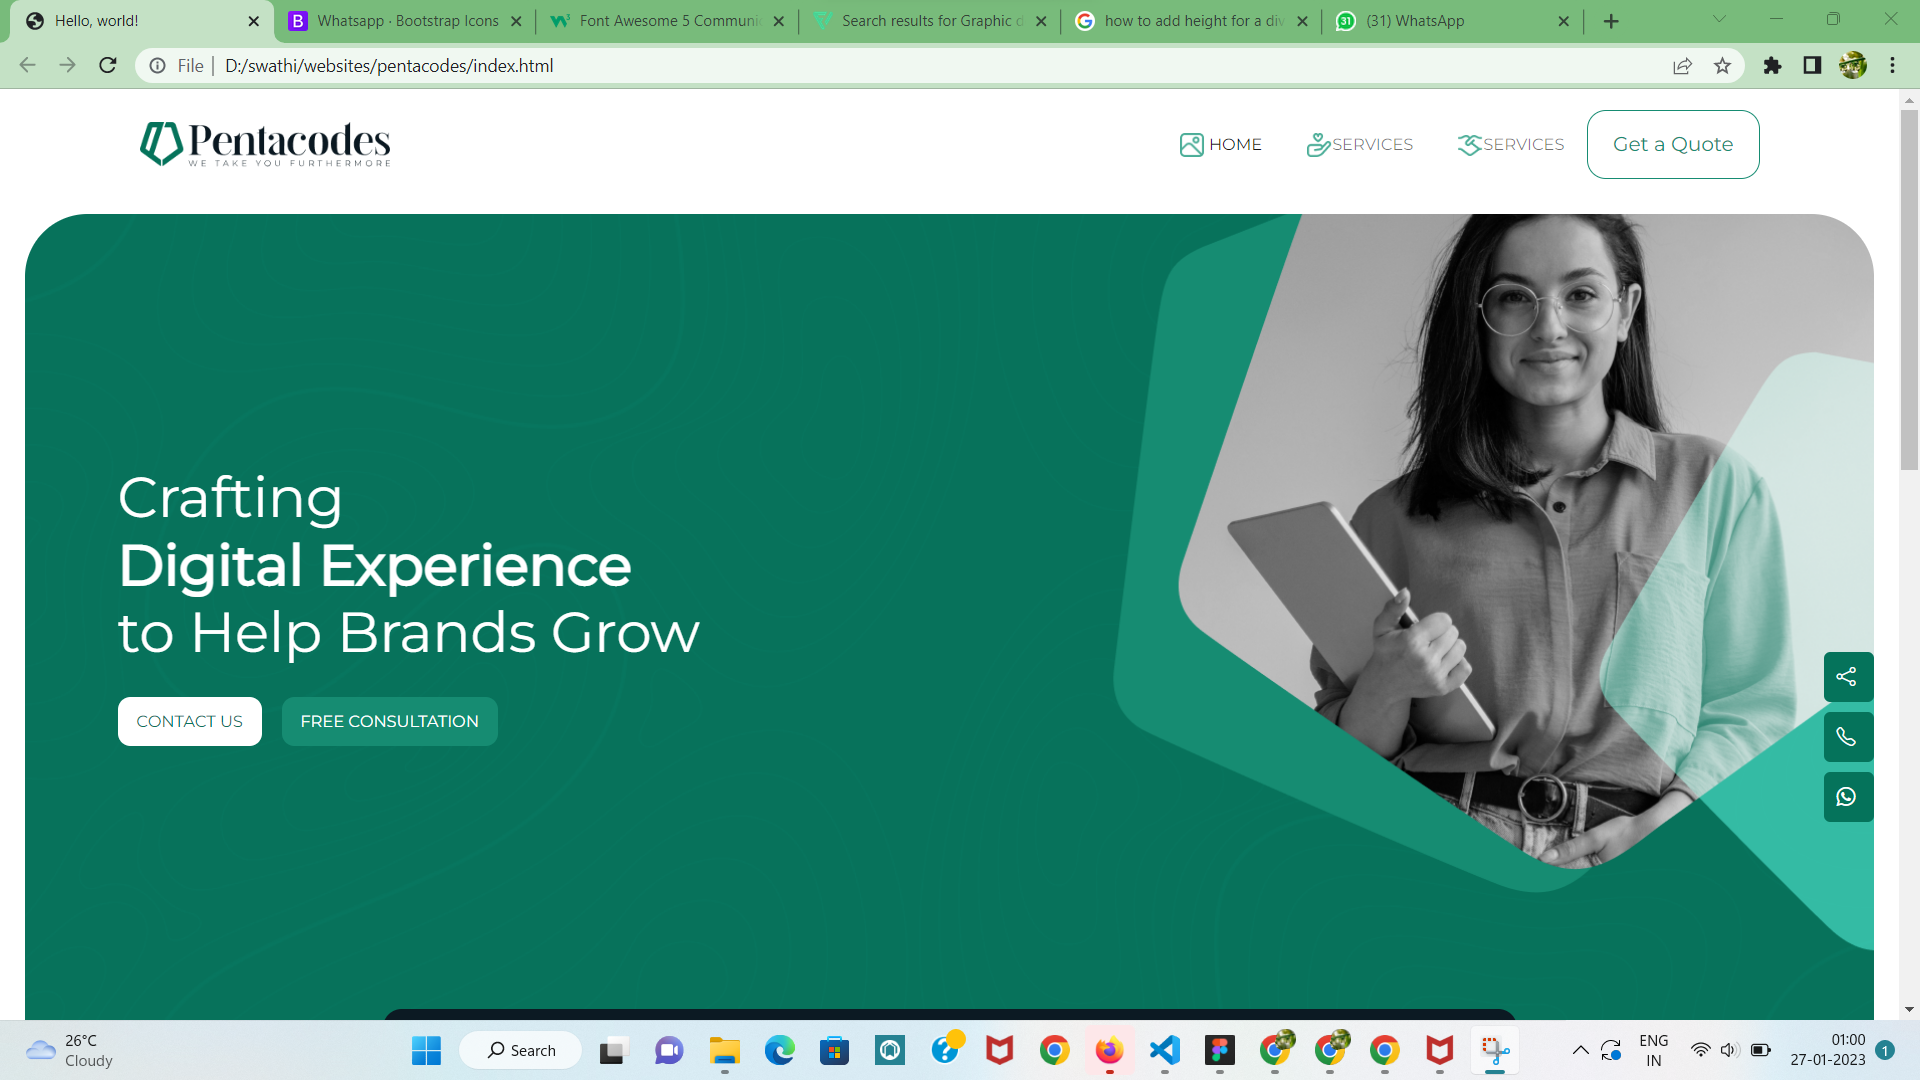 Hello, world!
Whatsapp · Bootstrap Icons
Font Awesome 5 Communic
Search results for Graphic d
how to add height for a div
31
(31) WhatsApp
File
D:/swathi/websites/pentacodes/index.html
Pentacodes
WE TAKE YOU FURTHERMORE
HOME
SERVICES
SERVICES
Get a Quote
Crafting
Digital Experience
to Help Brands Grow
CONTACT US
FREE CONSULTATION
26°C
Cloudy
Search
ENG
IN
01:00
27-01-2023
1